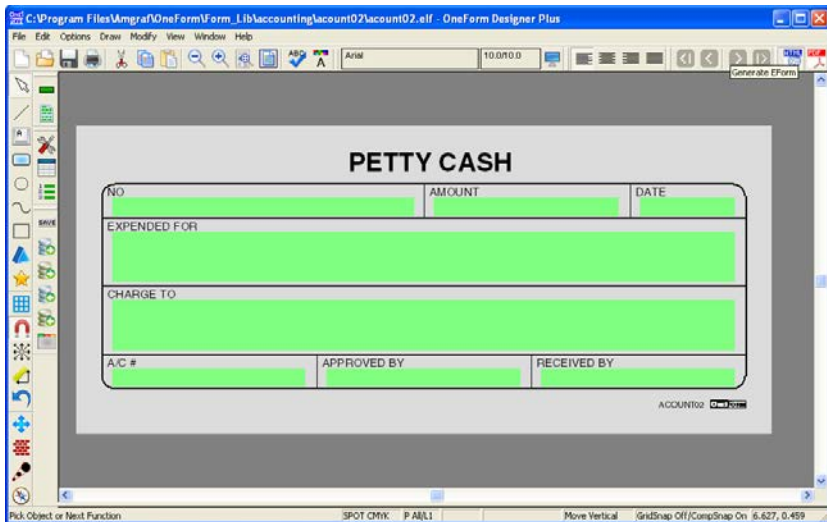 C:\Program Files\Amgraf\OneForm\Form_Lib\accounting\acount02\acount02.elf - OneForm Designer Plus
File Edit Options Draw Modify View Window Help
Arial 10.0/10.0
Generate EForm
PETTY CASH
NO AMOUNT DATE
EXPENDED FOR
CHARGE TO
A/C # APPROVED BY RECEIVED BY
ACOUNT02
SAVE
Pick Object or Next Function SPOT CMYK P All/L1 Move Vertical GridSnap Off/CompSnap On 6.627, 0.459